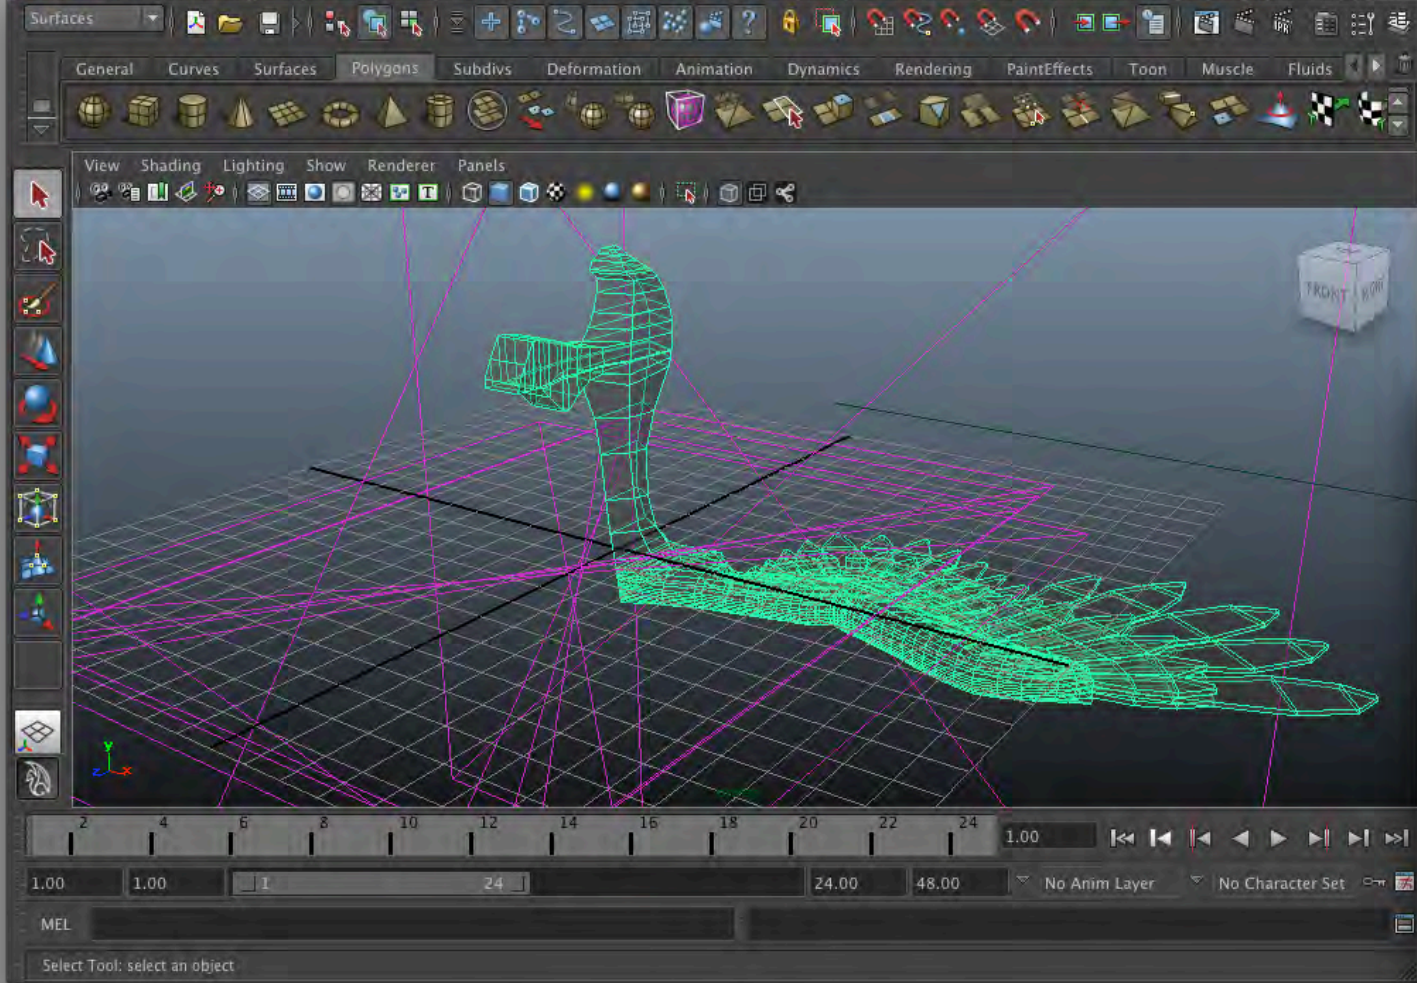 Surfaces
General Curves Surfaces Polygons Subdivs Deformation Animation Dynamics Rendering PaintEffects Toon Muscle Fluids
View Shading Lighting Show Renderer Panels
T
FRONT
y
z x
2 4 6 8 10 12 14 16 18 20 22 24 1.00
1.00 1.00 1 24 24.00 48.00 No Anim Layer No Character Set
MEL
Select Tool: select an object